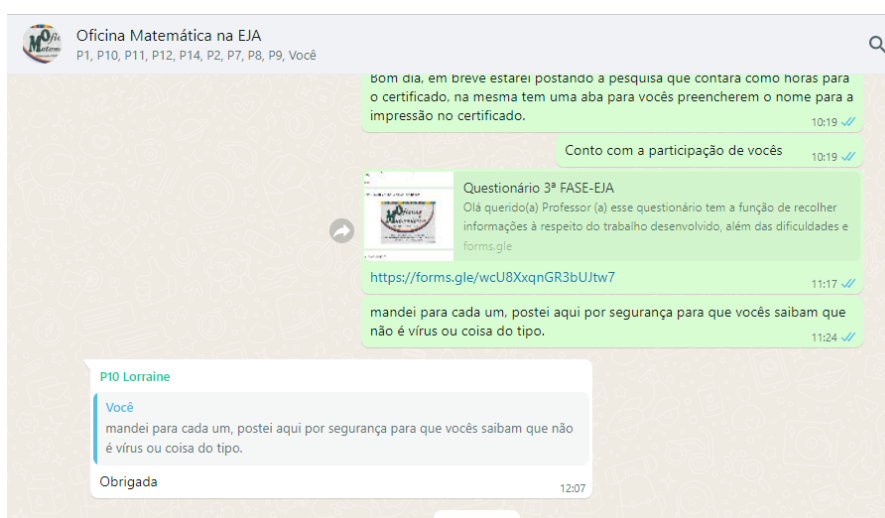 Oficina Matemática na EJA
P1, P10, P11, P12, P14, P2, P7, P8, P9, Você
Bom dia, em breve estarei postando a pesquisa que contará como horas para
o certificado, na mesma tem uma aba para vocês preencherem o nome para a
impressão no certificado.
10:19
Conto com a participação de vocês
10:19
Questionário 3ª FASE-EJA
Olá querido(a) Professor (a) esse questionário tem a função de recolher
informações à respeito do trabalho desenvolvido, além das dificuldades e
forms.gle
https://forms.gle/wcU8XxqnGR3bUJtw7
11:17
mandei para cada um, postei aqui por segurança para que vocês saibam que
não é vírus ou coisa do tipo.
11:24
P10 Lorraine
Você
mandei para cada um, postei aqui por segurança para que vocês saibam que não
é vírus ou coisa do tipo.
Obrigada
12:07